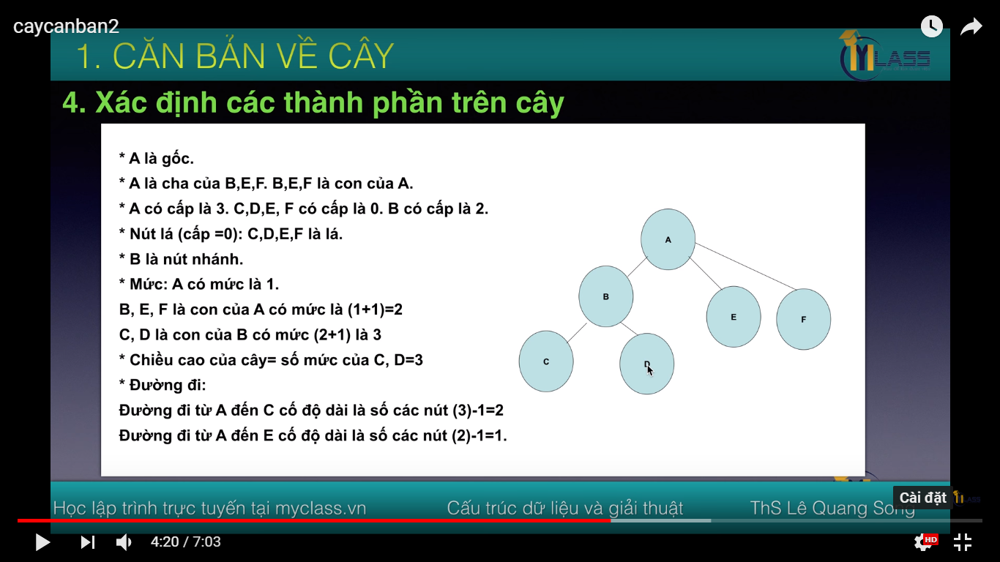 caycanban2
1. CĂN BẢN VỀ CÂY
MYCLASS
4. Xác định các thành phần trên cây
* A là gốc.
* A là cha của B,E,F. B,E,F là con của A.
* A có cấp là 3. C,D,E, F có cấp là 0. B có cấp là 2.
* Nút lá (cấp =0): C,D,E,F là lá.
* B là nút nhánh.
* Mức: A có mức là 1.
B, E, F là con của A có mức là (1+1)=2
C, D là con của B có mức (2+1) là 3
* Chiều cao của cây= số mức của C, D=3
* Đường đi:
Đường đi từ A đến C cố độ dài là số các nút (3)-1=2
Đường đi từ A đến E cố độ dài là số các nút (2)-1=1.
A
B
E
F
C
D
Cài đặt
Học lập trình trực tuyến tại myclass.vn
Cấu trúc dữ liệu và giải thuật
ThS Lê Quang Song
4:20 / 7:03
HD